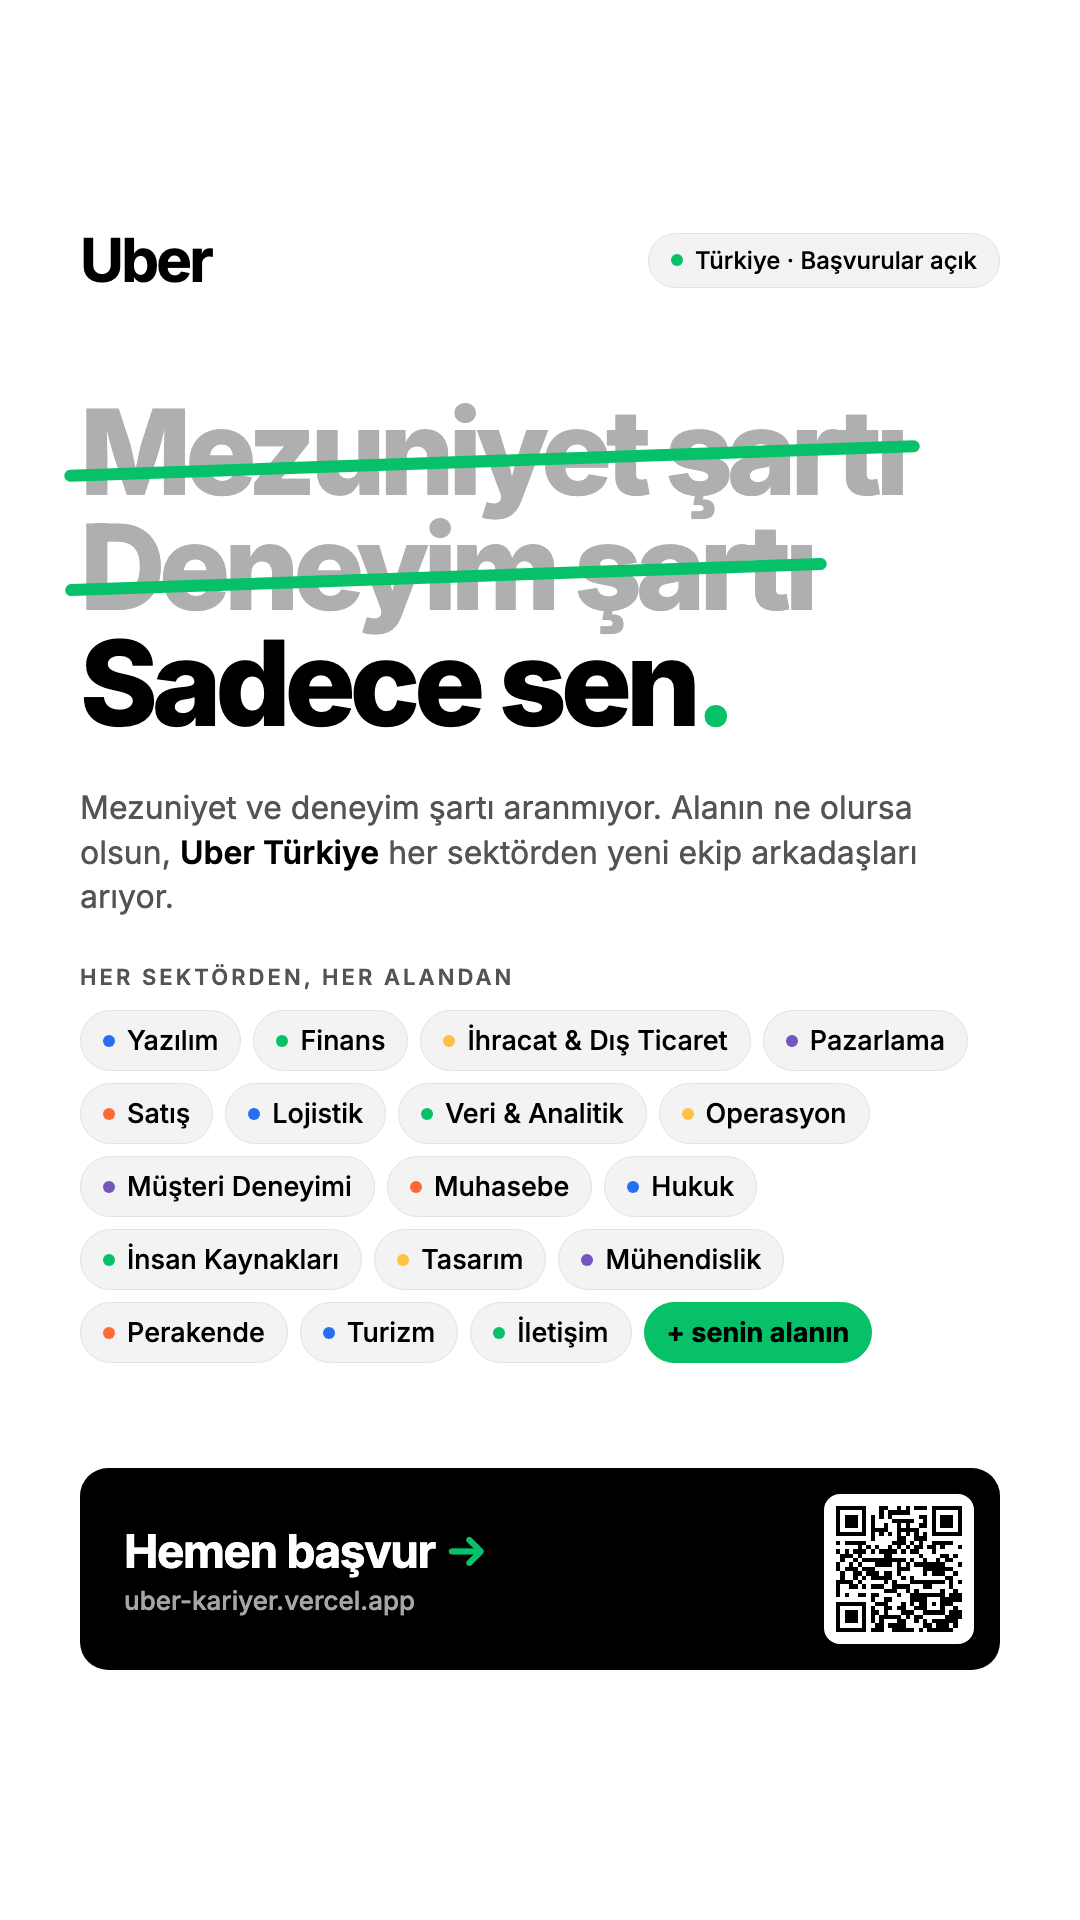 Uber
Türkiye · Başvurular açık
Mezuniyet şartı
Deneyim şartı
Sadece sen.
Mezuniyet ve deneyim şartı aranmıyor. Alanın ne olursa
olsun, Uber Türkiye her sektörden yeni ekip arkadaşları
arıyor.
HER SEKTÖRDEN, HER ALANDAN
Yazılım
Finans
İhracat & Dış Ticaret
Pazarlama
Satış
Lojistik
Veri & Analitik
Operasyon
Müşteri Deneyimi
Muhasebe
Hukuk
İnsan Kaynakları
Tasarım
Mühendislik
Perakende
Turizm
İletişim
+ senin alanın
Hemen başvur →
uber-kariyer.vercel.app